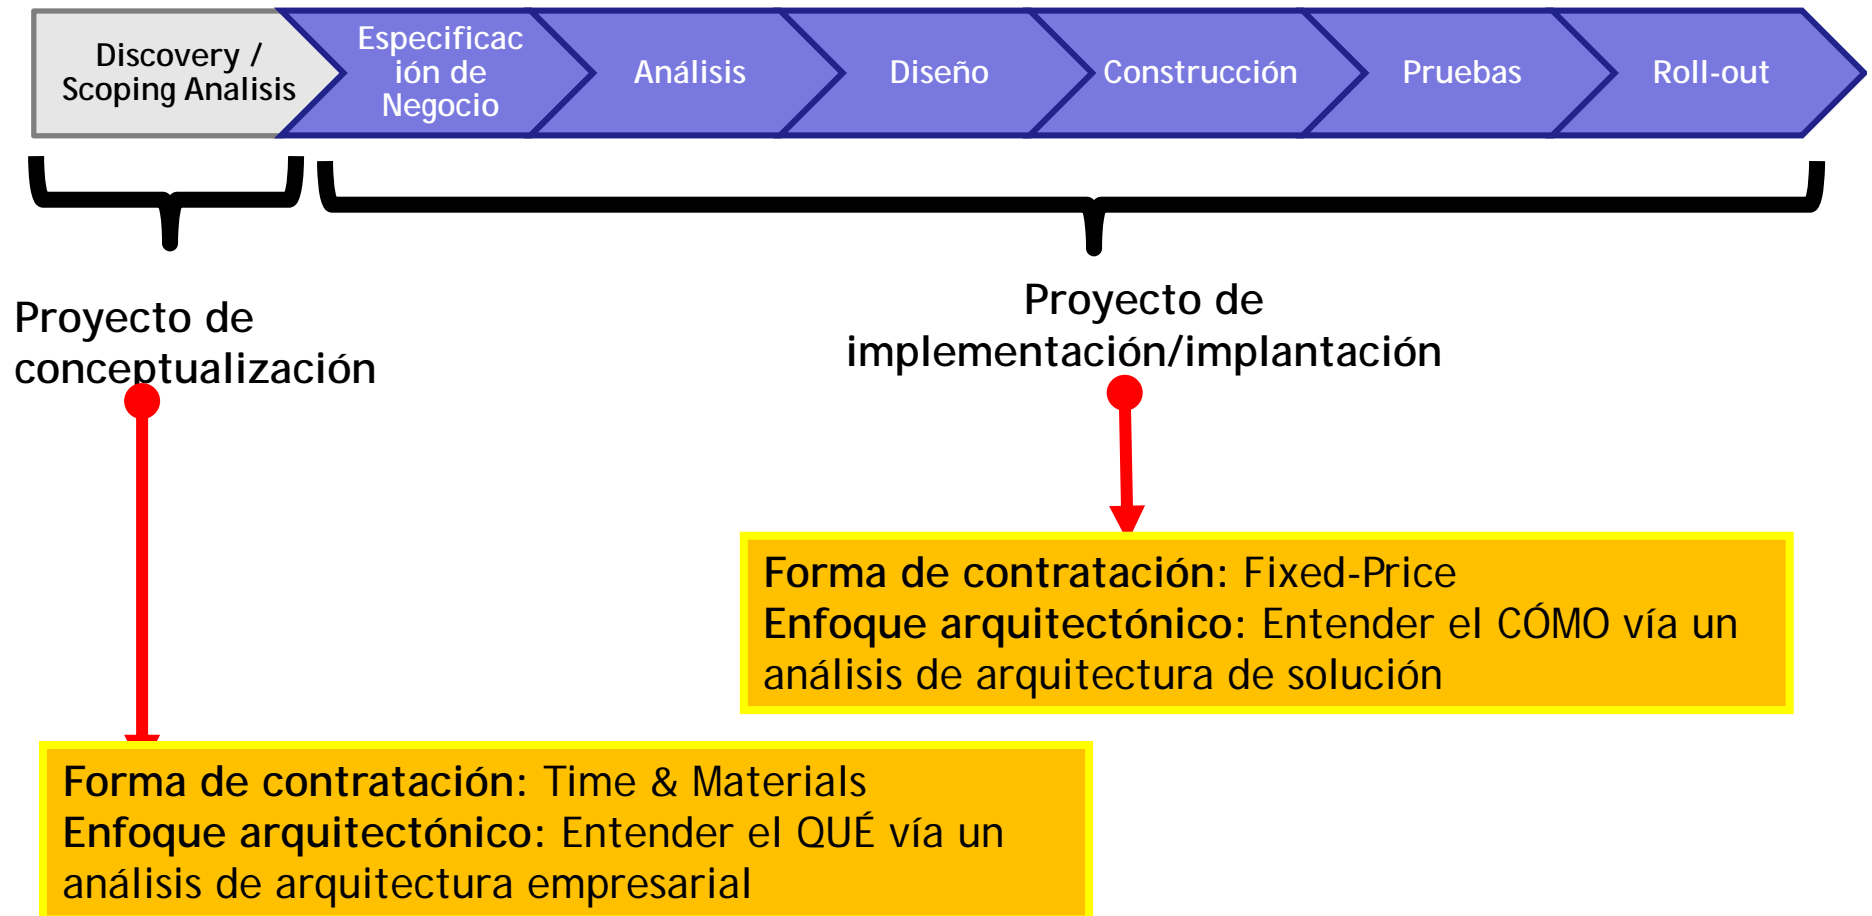 Discovery /
Scoping Analisis
Especificac
ión de
Negocio
Análisis
Diseño
Construcción
Pruebas
Roll-out
Proyecto de
conceptualización
Proyecto de
implementación/implantación
Forma de contratación: Fixed-Price
Enfoque arquitectónico: Entender el CÓMO vía un
análisis de arquitectura de solución
Forma de contratación: Time & Materials
Enfoque arquitectónico: Entender el QUÉ vía un
análisis de arquitectura empresarial